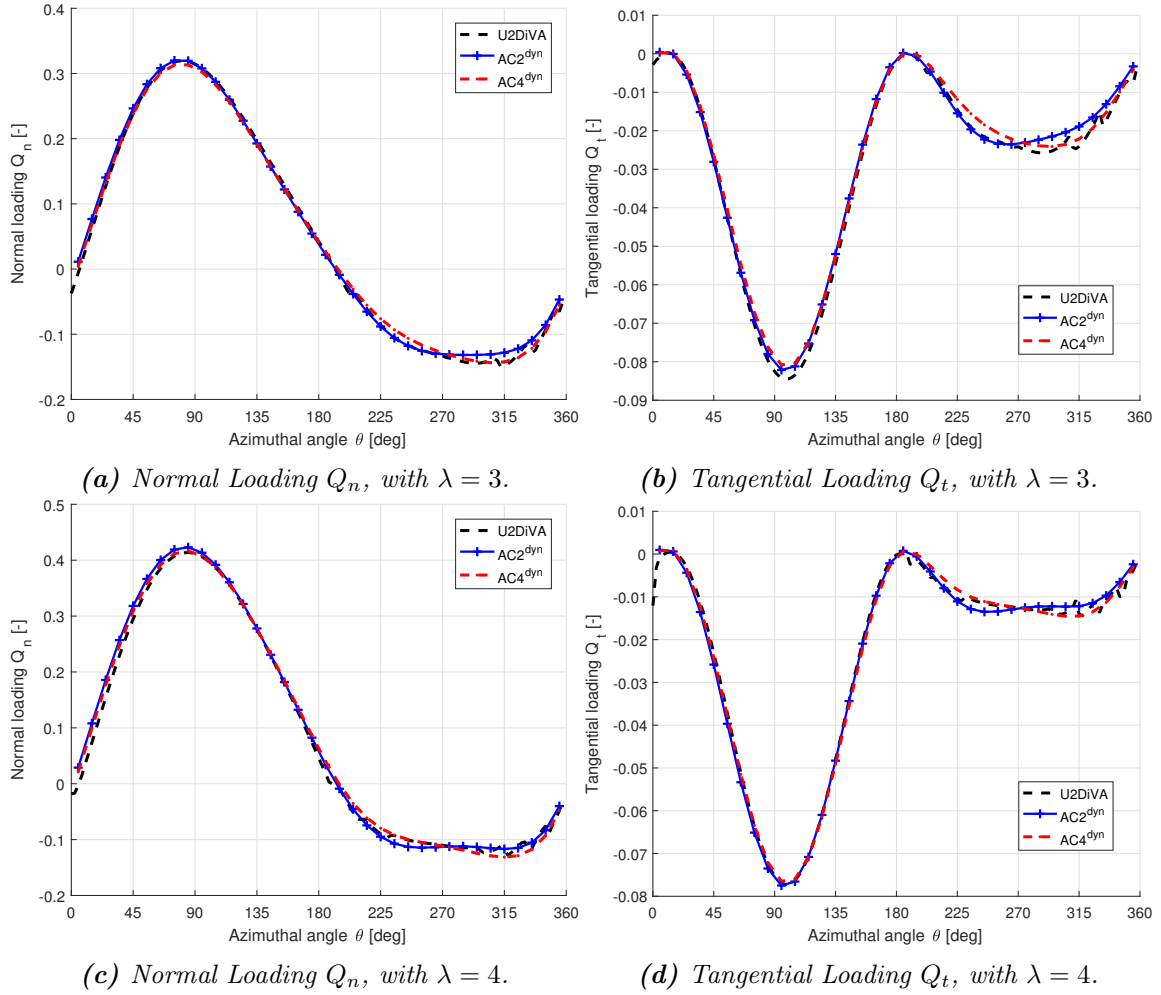 0.4
0.3
0.2
0.1
0
-0.1
-0.2
Normal loading Q_n [-]
U2DiVA
AC2^dyn
AC4^dyn
0 45 90 135 180 225 270 315 360
Azimuthal angle θ [deg]
(a) Normal Loading Q_n, with λ = 3.
0.01
0
-0.01
-0.02
-0.03
-0.04
-0.05
-0.06
-0.07
-0.08
-0.09
Tangential loading Q_t [-]
U2DiVA
AC2^dyn
AC4^dyn
0 45 90 135 180 225 270 315 360
Azimuthal angle θ [deg]
(b) Tangential Loading Q_t, with λ = 3.
0.5
0.4
0.3
0.2
0.1
0
-0.1
-0.2
Normal loading Q_n [-]
U2DiVA
AC2^dyn
AC4^dyn
0 45 90 135 180 225 270 315 360
Azimuthal angle θ [deg]
(c) Normal Loading Q_n, with λ = 4.
0.01
0
-0.01
-0.02
-0.03
-0.04
-0.05
-0.06
-0.07
-0.08
Tangential loading Q_t [-]
U2DiVA
AC2^dyn
AC4^dyn
0 45 90 135 180 225 270 315 360
Azimuthal angle θ [deg]
(d) Tangential Loading Q_t, with λ = 4.